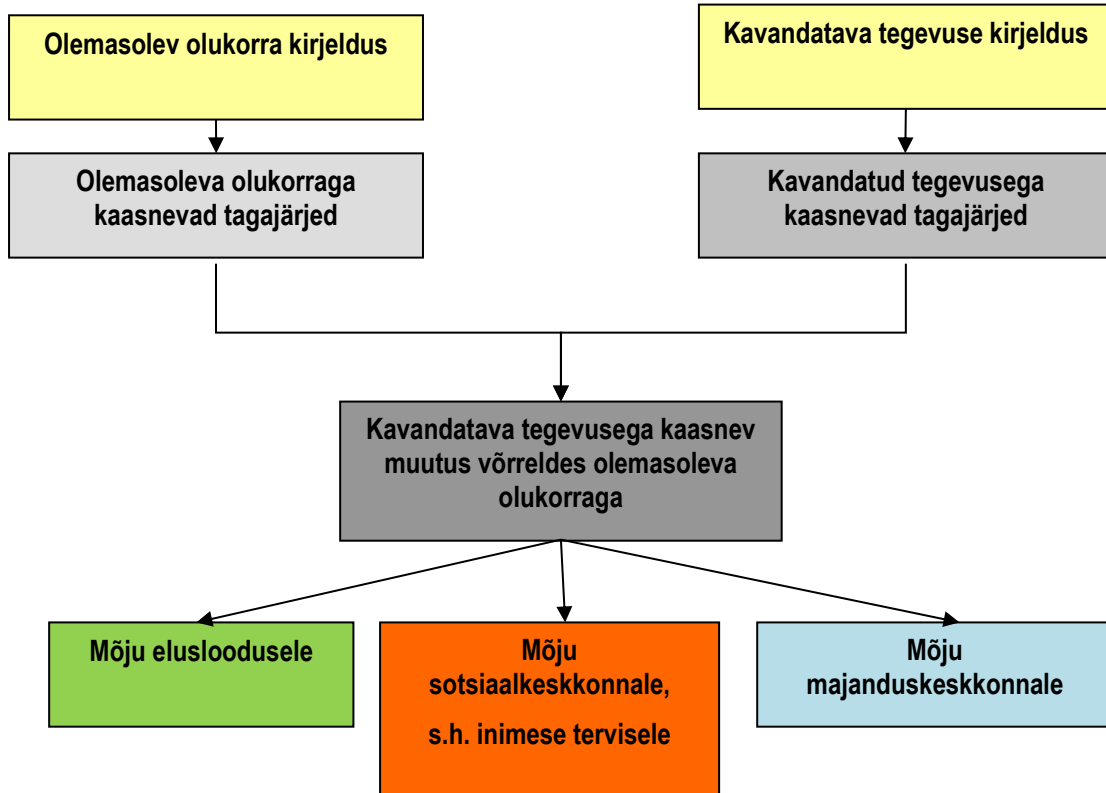 Olemasolev olukorra kirjeldus
Kavandatava tegevuse kirjeldus
Olemasoleva olukorraga
kaasnevad tagajärjed
Kavandatud tegevusega
kaasnevad tagajärjed
Kavandatava tegevusega kaasnev
muutus võrreldes olemasoleva
olukorraga
Mõju elusloodusele
Mõju
sotsiaalkeskkonnale,
s.h. inimese tervisele
Mõju
majanduskeskkonnale